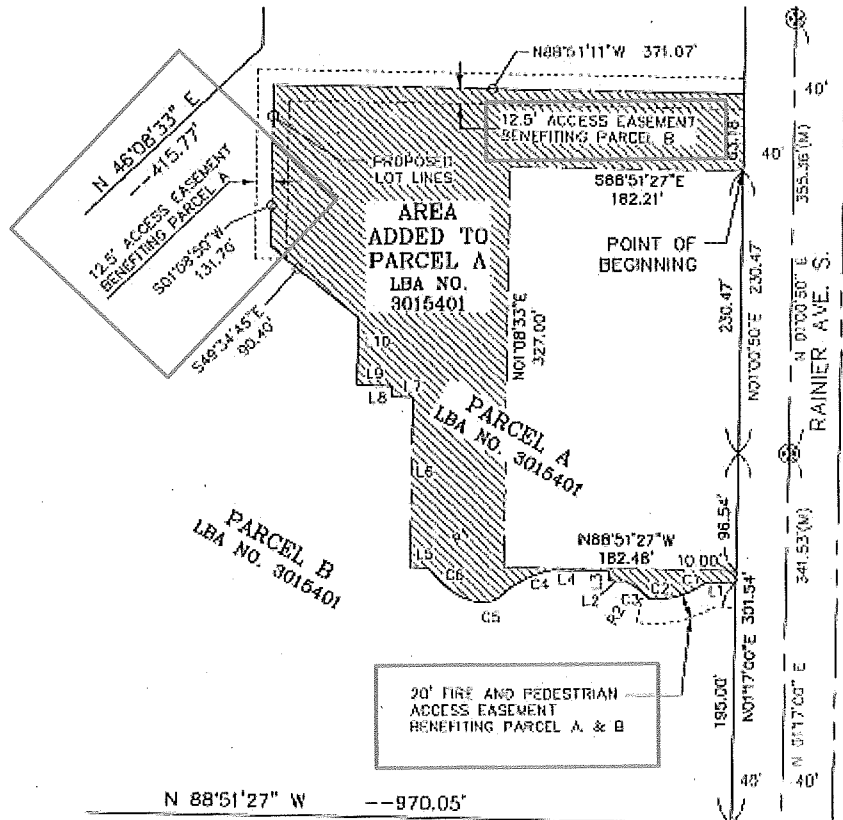 N88°51'11"W 371.07'
40'
12.5' ACCESS EASEMENT
BENEFITING PARCEL B
63.18'
40'
355.36'(M)
N 46°08'33" E
--415.77'
12.5' ACCESS EASEMENT
BENEFITING PARCEL A
S01°08'50"W
131.70'
PROPOSED
LOT LINES
S88°51'27"E
182.21'
AREA
ADDED TO
PARCEL A
LBA NO.
3015401
POINT OF
BEGINNING
S49°34'45"E
90.40'
N01°08'33"E
327.00'
230.47'
N01°00'50"E 230.47'
N 01°00'50" E
RAINIER AVE. S.
L10
L9
L8
L7
PARCEL A
LBA NO. 3015401
L6
PARCEL B
LBA NO. 3015401
N88°51'27"W
182.48'
10.00'
96.54'
341.53'(M)
L5
C6
C5
C4
L4
L3
L2
C3
R2
C2
C1
L1
N01°17'00"E 301.54'
195.00'
N 01°17'00" E
20' FIRE AND PEDESTRIAN
ACCESS EASEMENT
BENEFITING PARCEL A & B
N 88°51'27" W --970.05'
40'
40'